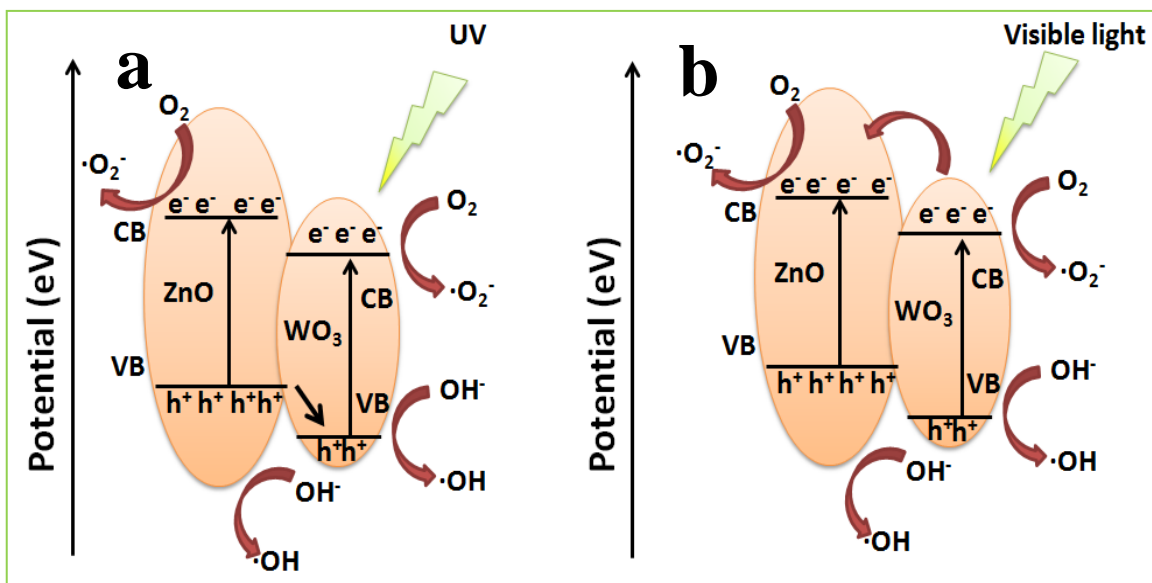 a
UV
O₂
·O₂⁻
e⁻ e⁻ e⁻ e⁻
CB
ZnO
VB
h⁺ h⁺ h⁺h⁺
O₂
e⁻ e⁻ e⁻
·O₂⁻
CB
WO₃
VB
OH⁻
h⁺h⁺
·OH
OH⁻
·OH
Potential (eV)
b
Visible light
O₂
·O₂⁻
e⁻ e⁻ e⁻ e⁻
CB
ZnO
VB
h⁺ h⁺ h⁺ h⁺
O₂
e⁻ e⁻ e⁻
·O₂⁻
CB
WO₃
VB
OH⁻
h⁺h⁺
·OH
OH⁻
·OH
Potential (eV)